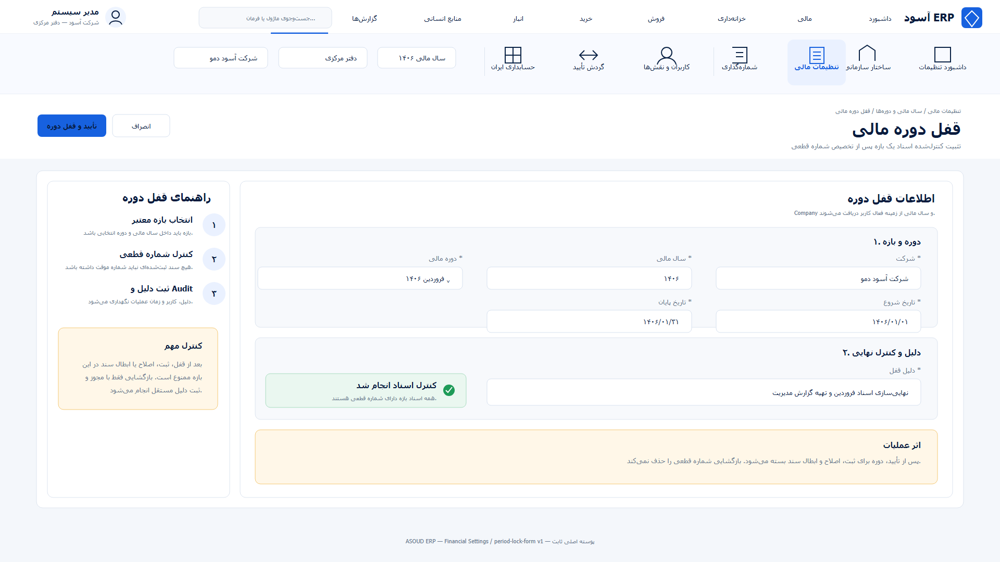 آسود ERP
داشبورد
مالی
خزانه‌داری
فروش
خرید
انبار
منابع انسانی
گزارش‌ها
جست‌وجوی ماژول یا فرمان...
مدیر سیستم
شرکت آسود — دفتر مرکزی
داشبورد تنظیمات
ساختار سازمانی
تنظیمات مالی
شماره‌گذاری
کاربران و نقش‌ها
گردش تأیید
حسابداری ایران
سال مالی ۱۴۰۶
دفتر مرکزی
شرکت آسود دمو
تنظیمات مالی / سال مالی و دوره‌ها / قفل دوره مالی
قفل دوره مالی
تثبیت کنترل‌شده اسناد یک بازه پس از تخصیص شماره قطعی
انصراف
تأیید و قفل دوره
اطلاعات قفل دوره
Company و سال مالی از زمینه فعال کاربر دریافت می‌شوند.
۱. دوره و بازه
شرکت *
سال مالی *
دوره مالی *
شرکت آسود دمو
۱۴۰۶
فروردین ۱۴۰۶
تاریخ شروع *
تاریخ پایان *
۱۴۰۶/۰۱/۰۱
۱۴۰۶/۰۱/۳۱
۲. دلیل و کنترل نهایی
دلیل قفل *
نهایی‌سازی اسناد فروردین و تهیه گزارش مدیریت
کنترل اسناد انجام شد
همه اسناد بازه دارای شماره قطعی هستند.
اثر عملیات
پس از تأیید، دوره برای ثبت، اصلاح و ابطال سند بسته می‌شود. بازگشایی شماره قطعی را حذف نمی‌کند.
راهنمای قفل دوره
۱
انتخاب بازه معتبر
بازه باید داخل سال مالی و دوره انتخابی باشد.
۲
کنترل شماره قطعی
هیچ سند ثبت‌شده‌ای نباید شماره موقت داشته باشد.
۳
ثبت دلیل و Audit
دلیل، کاربر و زمان عملیات نگهداری می‌شود.
کنترل مهم
بعد از قفل، ثبت، اصلاح یا ابطال سند در این
بازه ممنوع است. بازگشایی فقط با مجوز و
ثبت دلیل مستقل انجام می‌شود.
ASOUD ERP — Financial Settings / period-lock-form v1 — پوسته اصلی ثابت